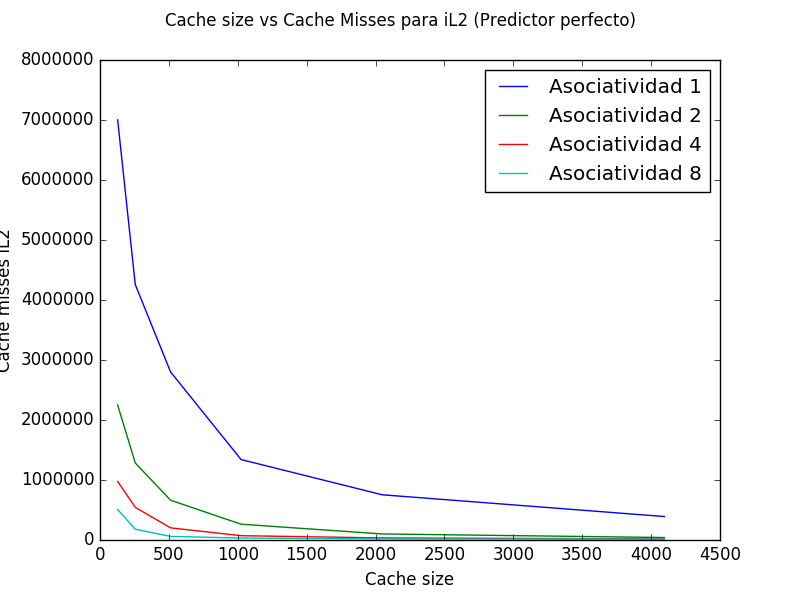 Cache size vs Cache Misses para iL2 (Predictor perfecto)
8000000
7000000
6000000
5000000
4000000
3000000
2000000
1000000
0
Cache misses iL2
Asociatividad 1
Asociatividad 2
Asociatividad 4
Asociatividad 8
0 500 1000 1500 2000 2500 3000 3500 4000 4500
Cache size